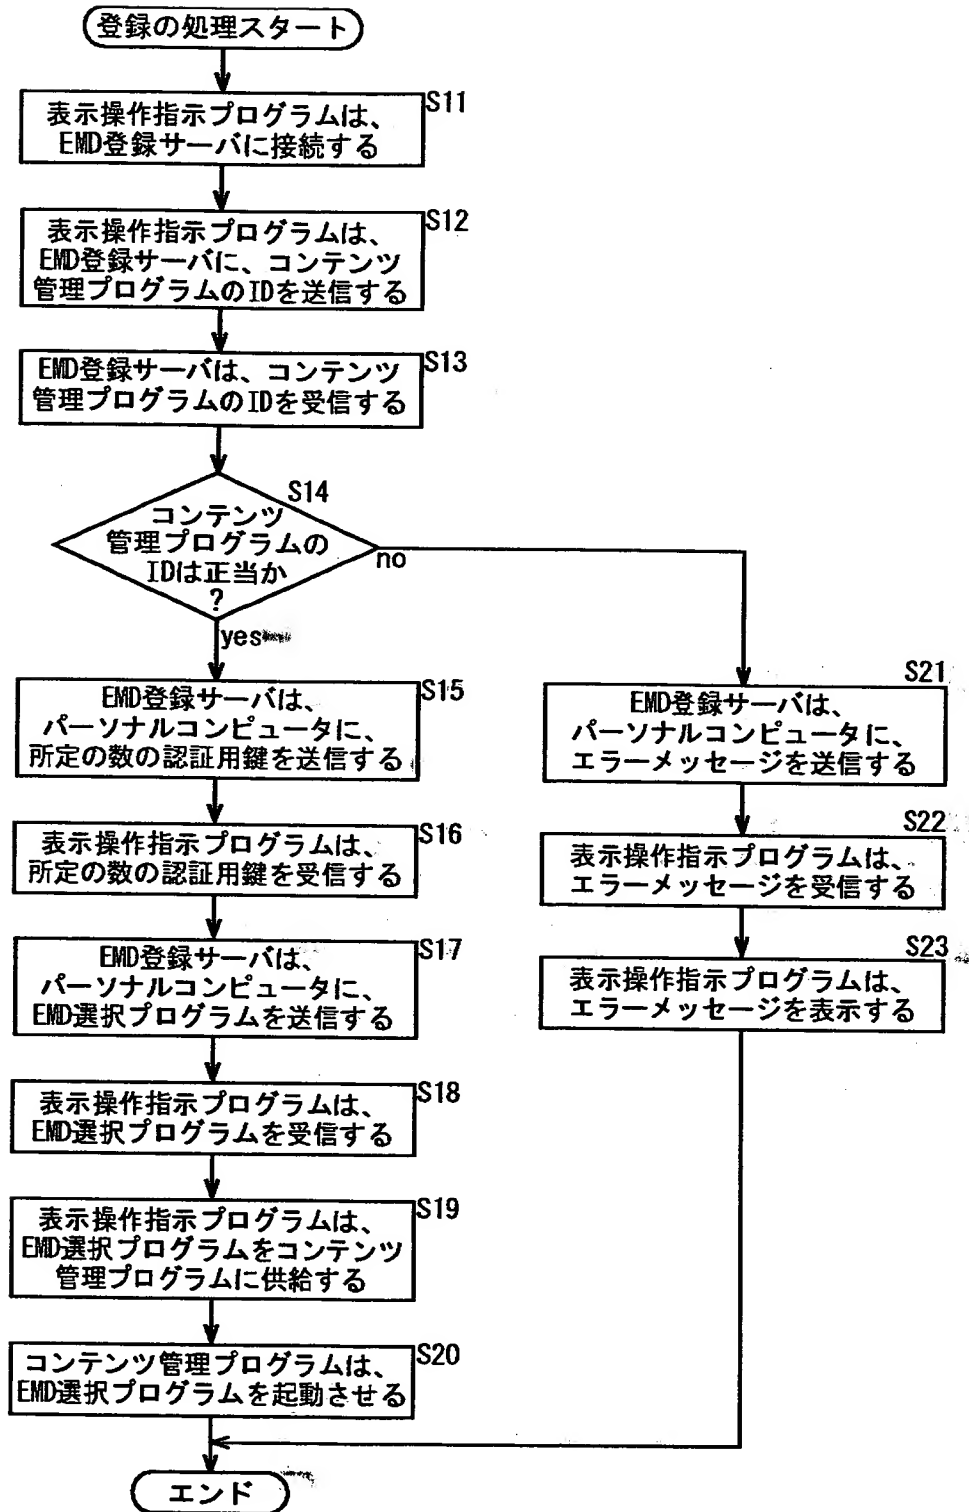 登録の処理スタート
S11
表示操作指示プログラムは、
EMD登録サーバに接続する
S12
表示操作指示プログラムは、
EMD登録サーバに、コンテンツ
管理プログラムのIDを送信する
S13
EMD登録サーバは、コンテンツ
管理プログラムのIDを受信する
S14
コンテンツ
管理プログラムの
IDは正当か
?
no
yes
S15
EMD登録サーバは、
パーソナルコンピュータに、
所定の数の認証用鍵を送信する
S16
表示操作指示プログラムは、
所定の数の認証用鍵を受信する
S17
EMD登録サーバは、
パーソナルコンピュータに、
EMD選択プログラムを送信する
S18
表示操作指示プログラムは、
EMD選択プログラムを受信する
S19
表示操作指示プログラムは、
EMD選択プログラムをコンテンツ
管理プログラムに供給する
S20
コンテンツ管理プログラムは、
EMD選択プログラムを起動させる
S21
EMD登録サーバは、
パーソナルコンピュータに、
エラーメッセージを送信する
S22
表示操作指示プログラムは、
エラーメッセージを受信する
S23
表示操作指示プログラムは、
エラーメッセージを表示する
エンド